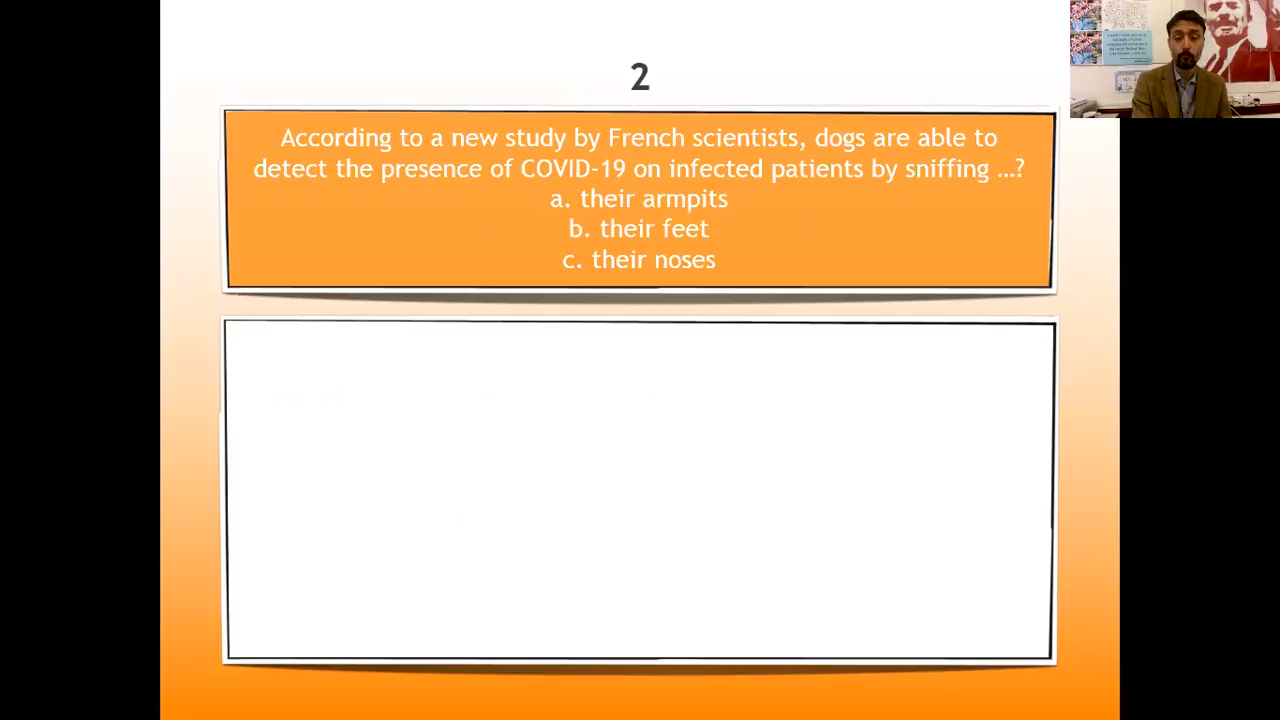 2
According to a new study by French scientists, dogs are able to
detect the presence of COVID-19 on infected patients by sniffing …?
a. their armpits
b. their feet
c. their noses